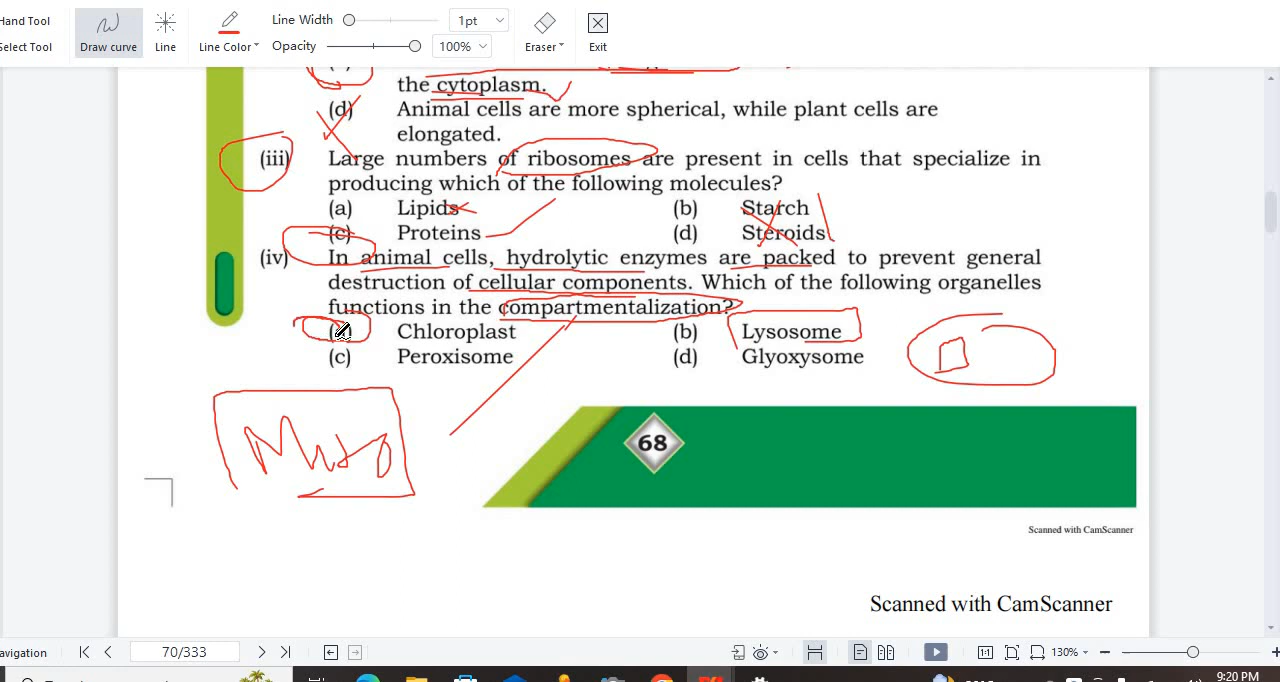 Hand Tool
Select Tool
Draw curve
Line
Line Color
Line Width
1pt
Opacity
100%
Eraser
Exit
the cytoplasm.
(d) Animal cells are more spherical, while plant cells are
elongated.
(iii) Large numbers of ribosomes are present in cells that specialize in
producing which of the following molecules?
(a) Lipids (b) Starch
(c) Proteins (d) Steroids
(iv) In animal cells, hydrolytic enzymes are packed to prevent general
destruction of cellular components. Which of the following organelles
functions in the compartmentalization?
(a) Chloroplast (b) Lysosome
(c) Peroxisome (d) Glyoxysome
68
Scanned with CamScanner
Scanned with CamScanner
avigation
70/333
1:1
130%
9:20 PM